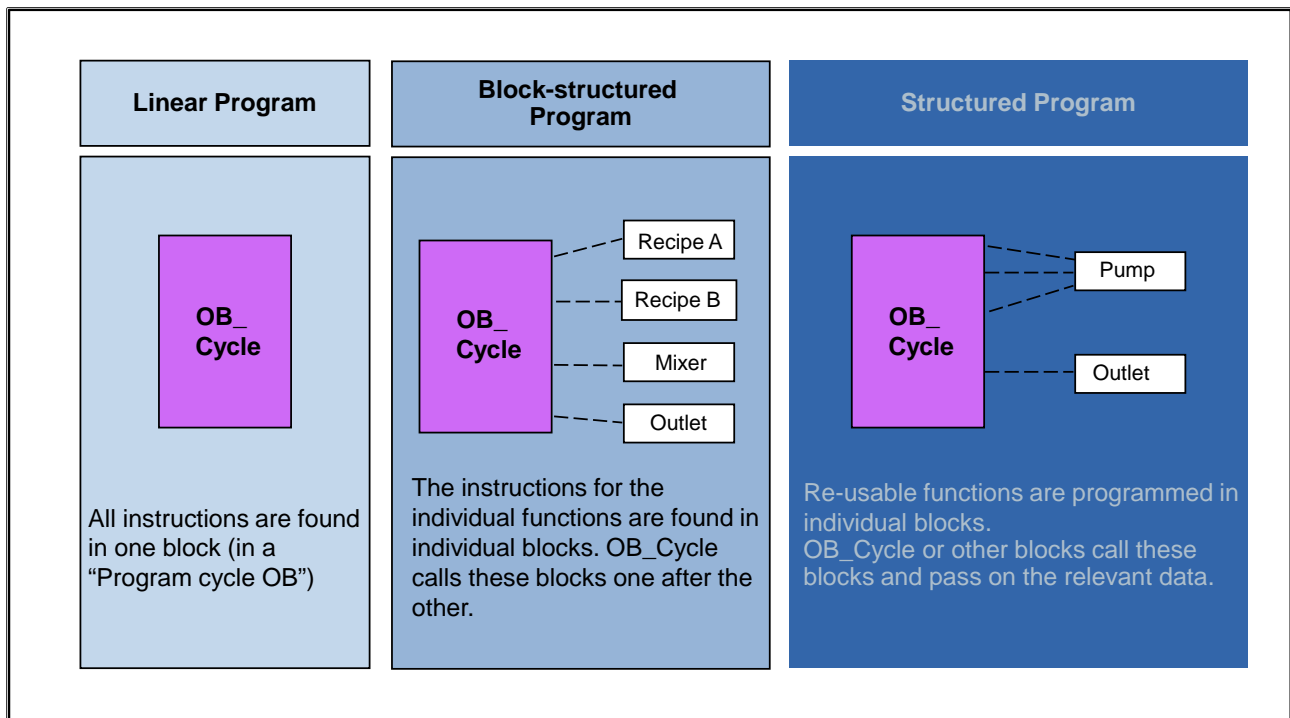 Linear Program
All instructions are found
in one block (in a
“Program cycle OB”)
OB_
Cycle
Block-structured
Program
OB_
Cycle
Recipe A
Recipe B
Mixer
Outlet
The instructions for the
individual functions are found in
individual blocks. OB_Cycle
calls these blocks one after the
other.
Structured Program
OB_
Cycle
Pump
Outlet
Re-usable functions are programmed in
individual blocks.
OB_Cycle or other blocks call these
blocks and pass on the relevant data.